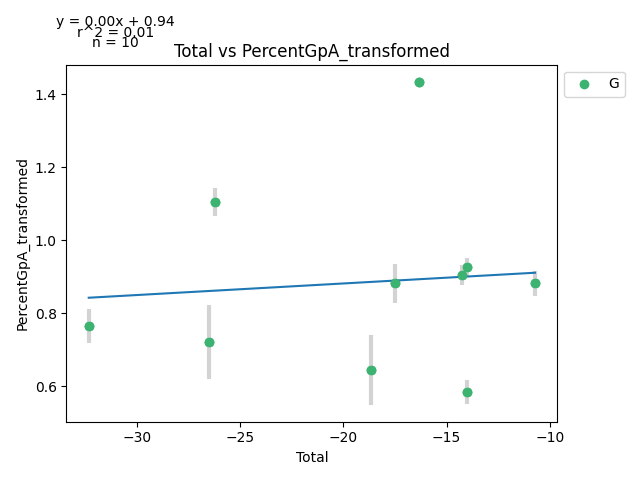 y = 0.00x + 0.94
r^2 = 0.01
n = 10
Total vs PercentGpA_transformed
G
PercentGpA_transformed
1.4
1.2
1.0
0.8
0.6
−30
−25
−20
−15
−10
Total